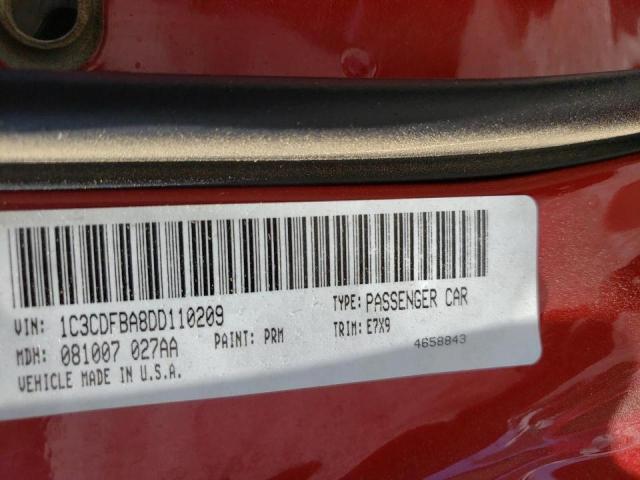 VIN: 1C3CDFBA8DD110209
TYPE: PASSENGER CAR
MDH: 081007 027AA
PAINT: PRM
TRIM: E7X9
VEHICLE MADE IN U.S.A.
4658843